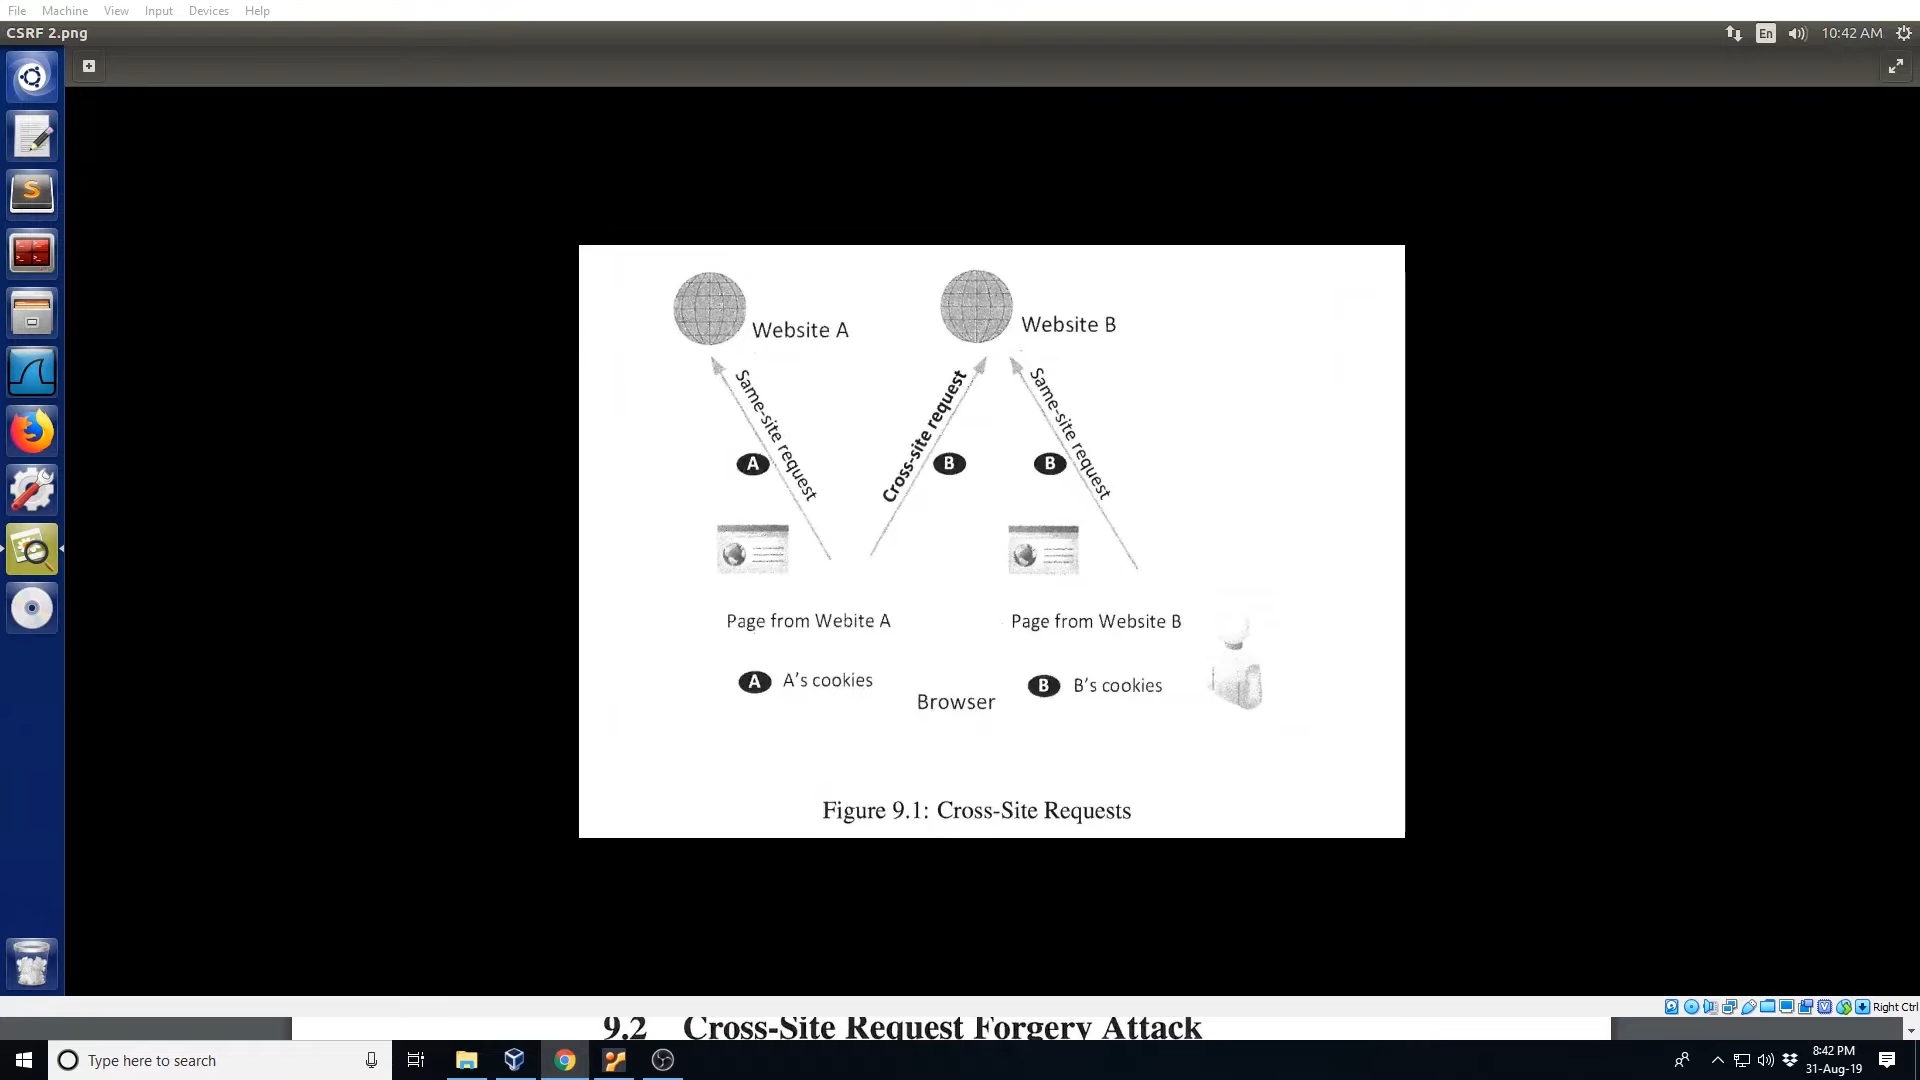 File Machine View Input Devices Help
CSRF 2.png
En
10:42 AM
S
Website A
Website B
Same-site request
Cross-site request
Same-site request
A
B
B
Page from Webite A
Page from Website B
A A's cookies
B B's cookies
Browser
Figure 9.1: Cross-Site Requests
Right Ctrl
9.2 Cross-Site Request Forgery Attack
Type here to search
8:42 PM
31-Aug-19